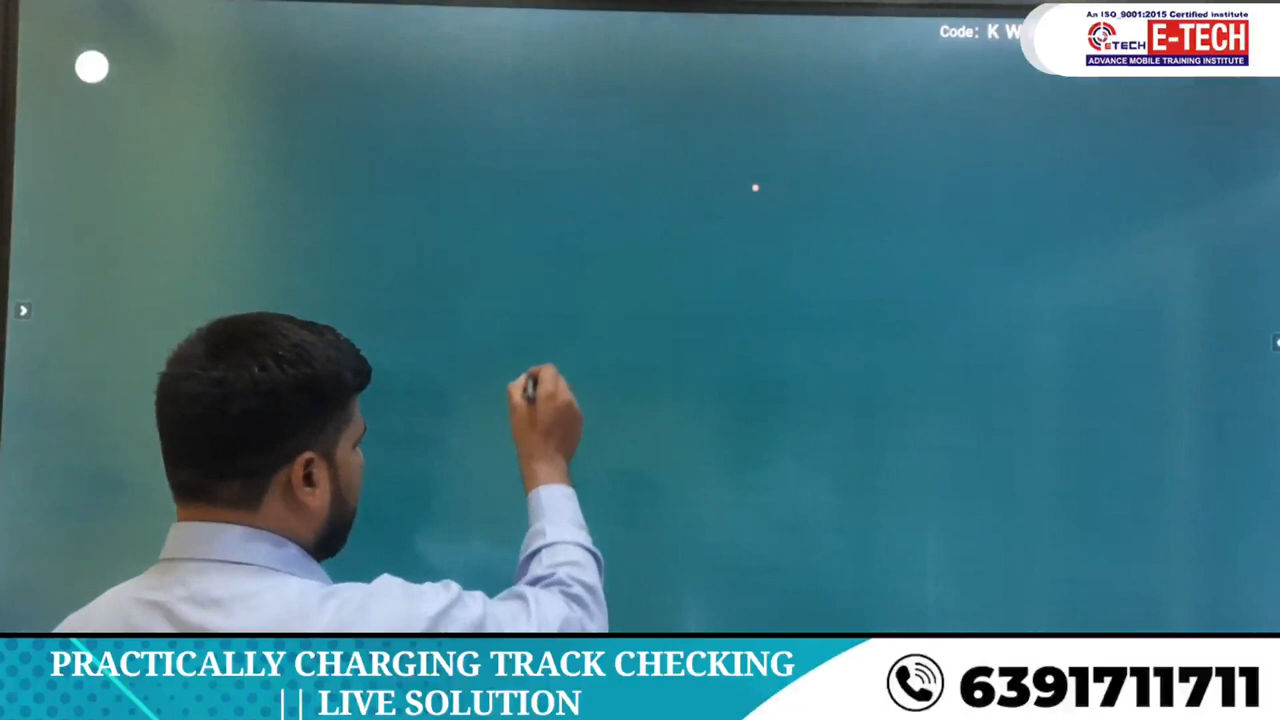 Code: K W
An ISO 9001:2015 Certified Institute
ETECH E-TECH
ADVANCE MOBILE TRAINING INSTITUTE
PRACTICALLY CHARGING TRACK CHECKING
|| LIVE SOLUTION
6391711711